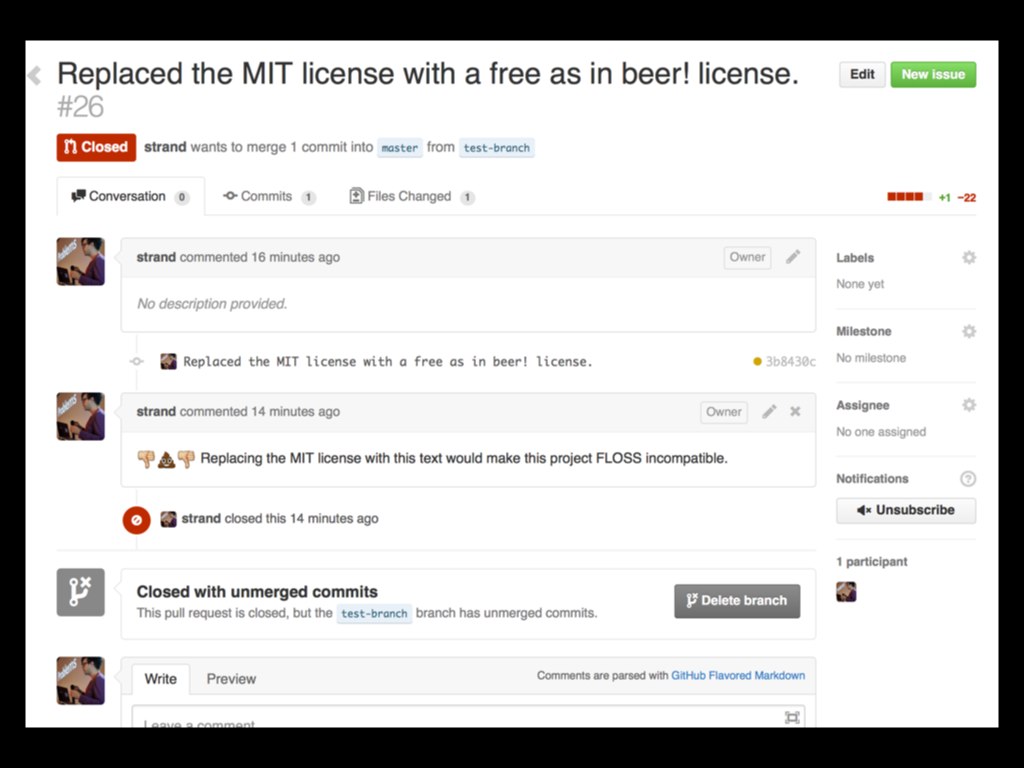 Replaced the MIT license with a free as in beer! license.
#26
Edit
New issue
Closed
strand wants to merge 1 commit into master from test-branch
Conversation 0
Commits 1
Files Changed 1
+1 −22
strand commented 16 minutes ago
Owner
No description provided.
Replaced the MIT license with a free as in beer! license.
3b8430c
strand commented 14 minutes ago
Owner
👎💩👎 Replacing the MIT license with this text would make this project FLOSS incompatible.
strand closed this 14 minutes ago
Closed with unmerged commits
This pull request is closed, but the test-branch branch has unmerged commits.
Delete branch
Write
Preview
Comments are parsed with GitHub Flavored Markdown
Leave a comment
Labels
None yet
Milestone
No milestone
Assignee
No one assigned
Notifications
Unsubscribe
1 participant